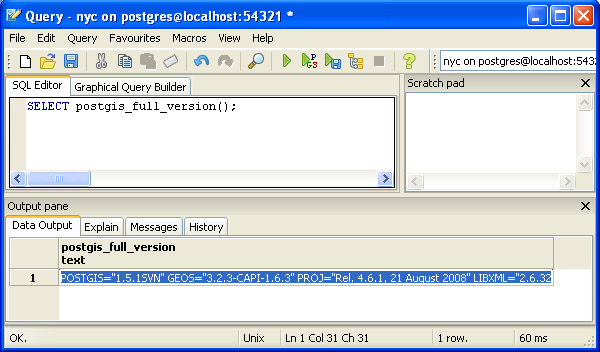 Query - nyc on postgres@localhost:54321 *
File Edit Query Favourites Macros View Help
nyc on postgres@localhost:5432
SQL Editor Graphical Query Builder
Scratch pad
SELECT postgis_full_version();
Output pane
Data Output Explain Messages History
postgis_full_version
text
1 POSTGIS="1.5.1SVN" GEOS="3.2.3-CAPI-1.6.3" PROJ="Rel. 4.6.1, 21 August 2008" LIBXML="2.6.32
OK. Unix Ln 1 Col 31 Ch 31 1 row. 60 ms